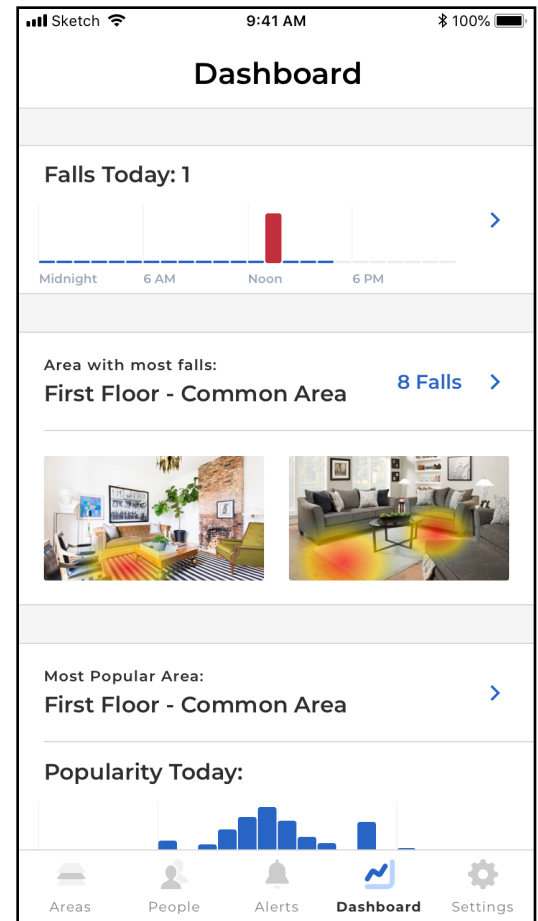 Sketch 9:41 AM 100%
Dashboard
Falls Today: 1
Midnight 6 AM Noon 6 PM
Area with most falls:
First Floor - Common Area 8 Falls
Most Popular Area:
First Floor - Common Area
Popularity Today:
Areas People Alerts Dashboard Settings